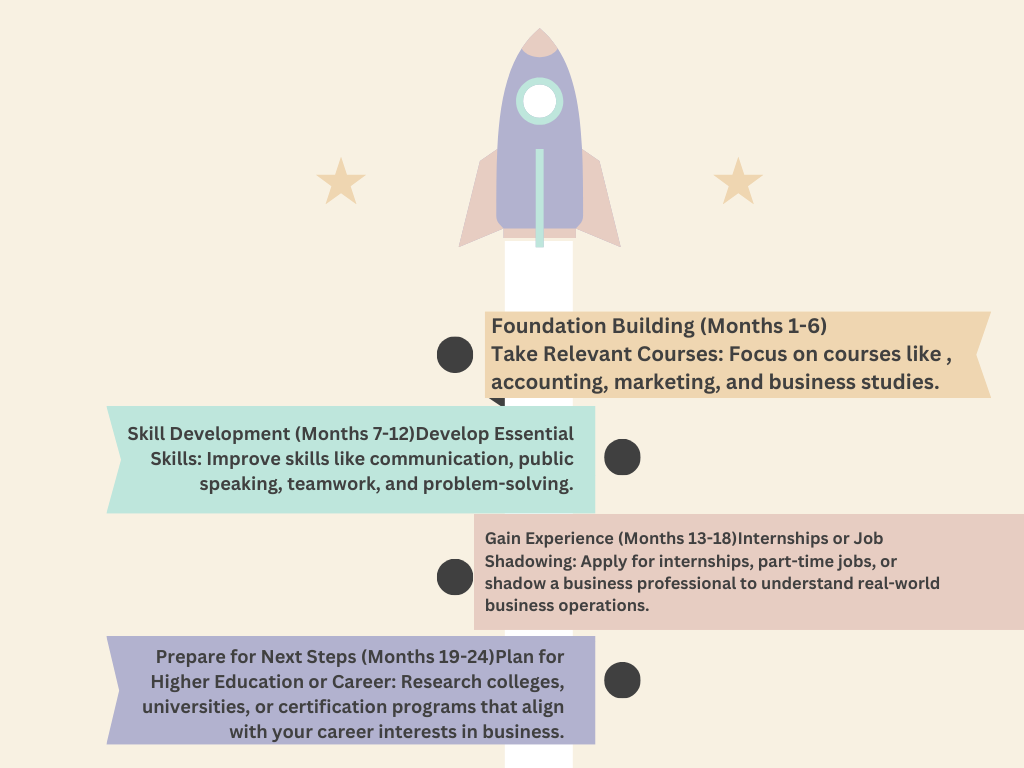 Foundation Building (Months 1-6)
Take Relevant Courses: Focus on courses like ,
accounting, marketing, and business studies.
Skill Development (Months 7-12)Develop Essential
Skills: Improve skills like communication, public
speaking, teamwork, and problem-solving.
Gain Experience (Months 13-18)Internships or Job
Shadowing: Apply for internships, part-time jobs, or
shadow a business professional to understand real-world
business operations.
Prepare for Next Steps (Months 19-24)Plan for
Higher Education or Career: Research colleges,
universities, or certification programs that align
with your career interests in business.